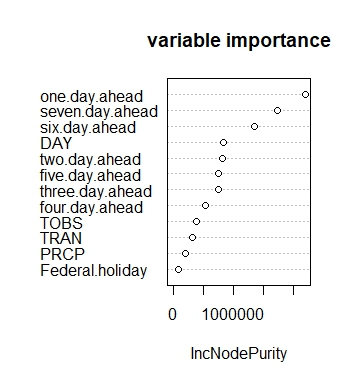 variable importance
one.day.ahead
seven.day.ahead
six.day.ahead
DAY
two.day.ahead
five.day.ahead
three.day.ahead
four.day.ahead
TOBS
TRAN
PRCP
Federal.holiday
0 1000000
IncNodePurity